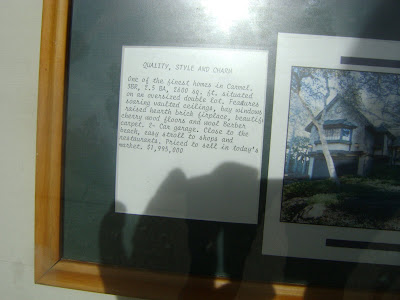 QUALITY, STYLE AND CHARM
One of the finest homes in Carmel.
3BR, 2.5 BA, 1600 sq. ft. situated
on an oversized double lot. Features
soaring vaulted ceilings, bay windows
raised hearth brick fireplace, beautiful
cherry wood floors and wool Berber
carpet. 2- Car garage. Close to the
beach, easy stroll to shops and
restaurants. Priced to sell in today's
market. $1,995,000